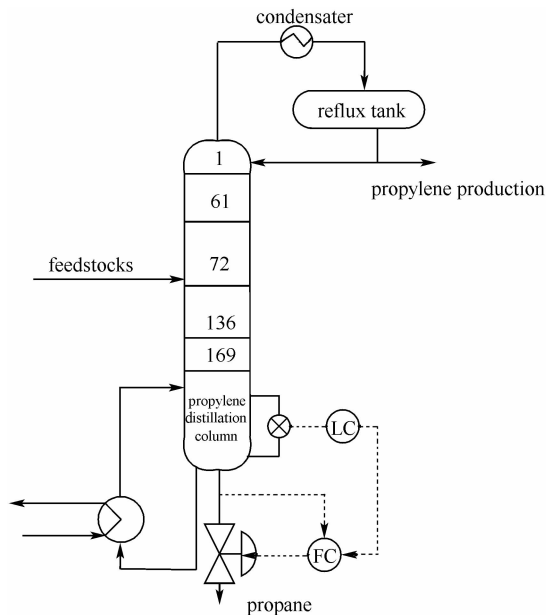 condensater
reflux tank
1
propylene production
61
feedstocks
72
136
169
propylene
distillation
column
LC
FC
propane